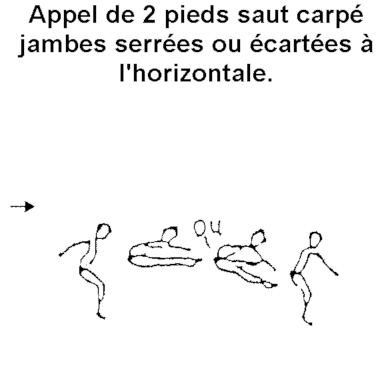 Appel de 2 pieds saut carpé
jambes serrées ou écartées à
l'horizontale.
ou